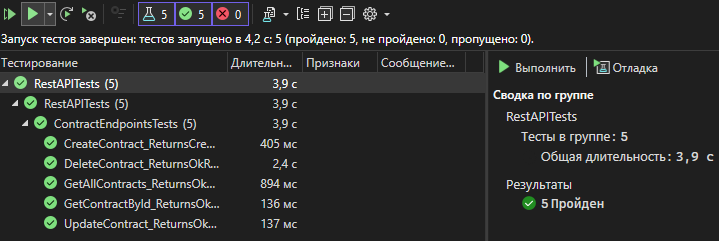 5 5 0
Запуск тестов завершен: тестов запущено в 4,2 с: 5 (пройдено: 5, не пройдено: 0, пропущено: 0).
Тестирование Длительн... Признаки Сообщение...
RestAPITests (5) 3,9 с
RestAPITests (5) 3,9 с
ContractEndpointsTests (5) 3,9 с
CreateContract_ReturnsCre... 405 мс
DeleteContract_ReturnsOkR... 2,4 с
GetAllContracts_ReturnsOk... 894 мс
GetContractById_ReturnsOk... 136 мс
UpdateContract_ReturnsOk... 137 мс
Выполнить Отладка
Сводка по группе
RestAPITests
Тесты в группе: 5
Общая длительность: 3,9 с
Результаты
5 Пройден